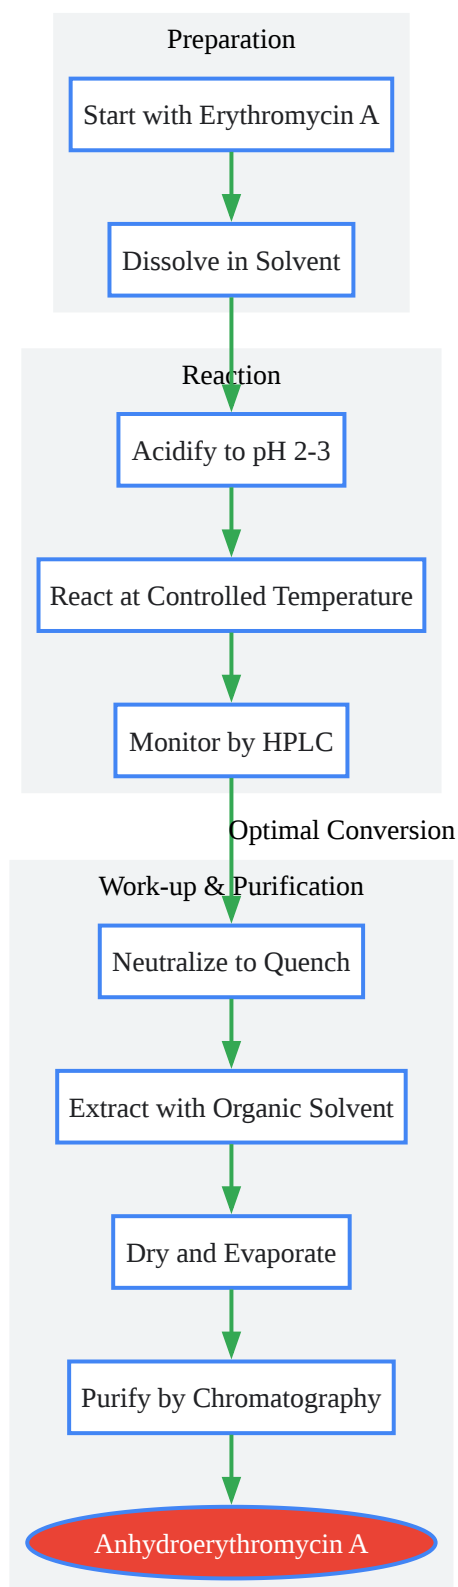 Preparation
Start with Erythromycin A
Dissolve in Solvent
Reaction
Acidify to pH 2-3
React at Controlled Temperature
Monitor by HPLC
Optimal Conversion
Work-up & Purification
Neutralize to Quench
Extract with Organic Solvent
Dry and Evaporate
Purify by Chromatography
Anhydroerythromycin A